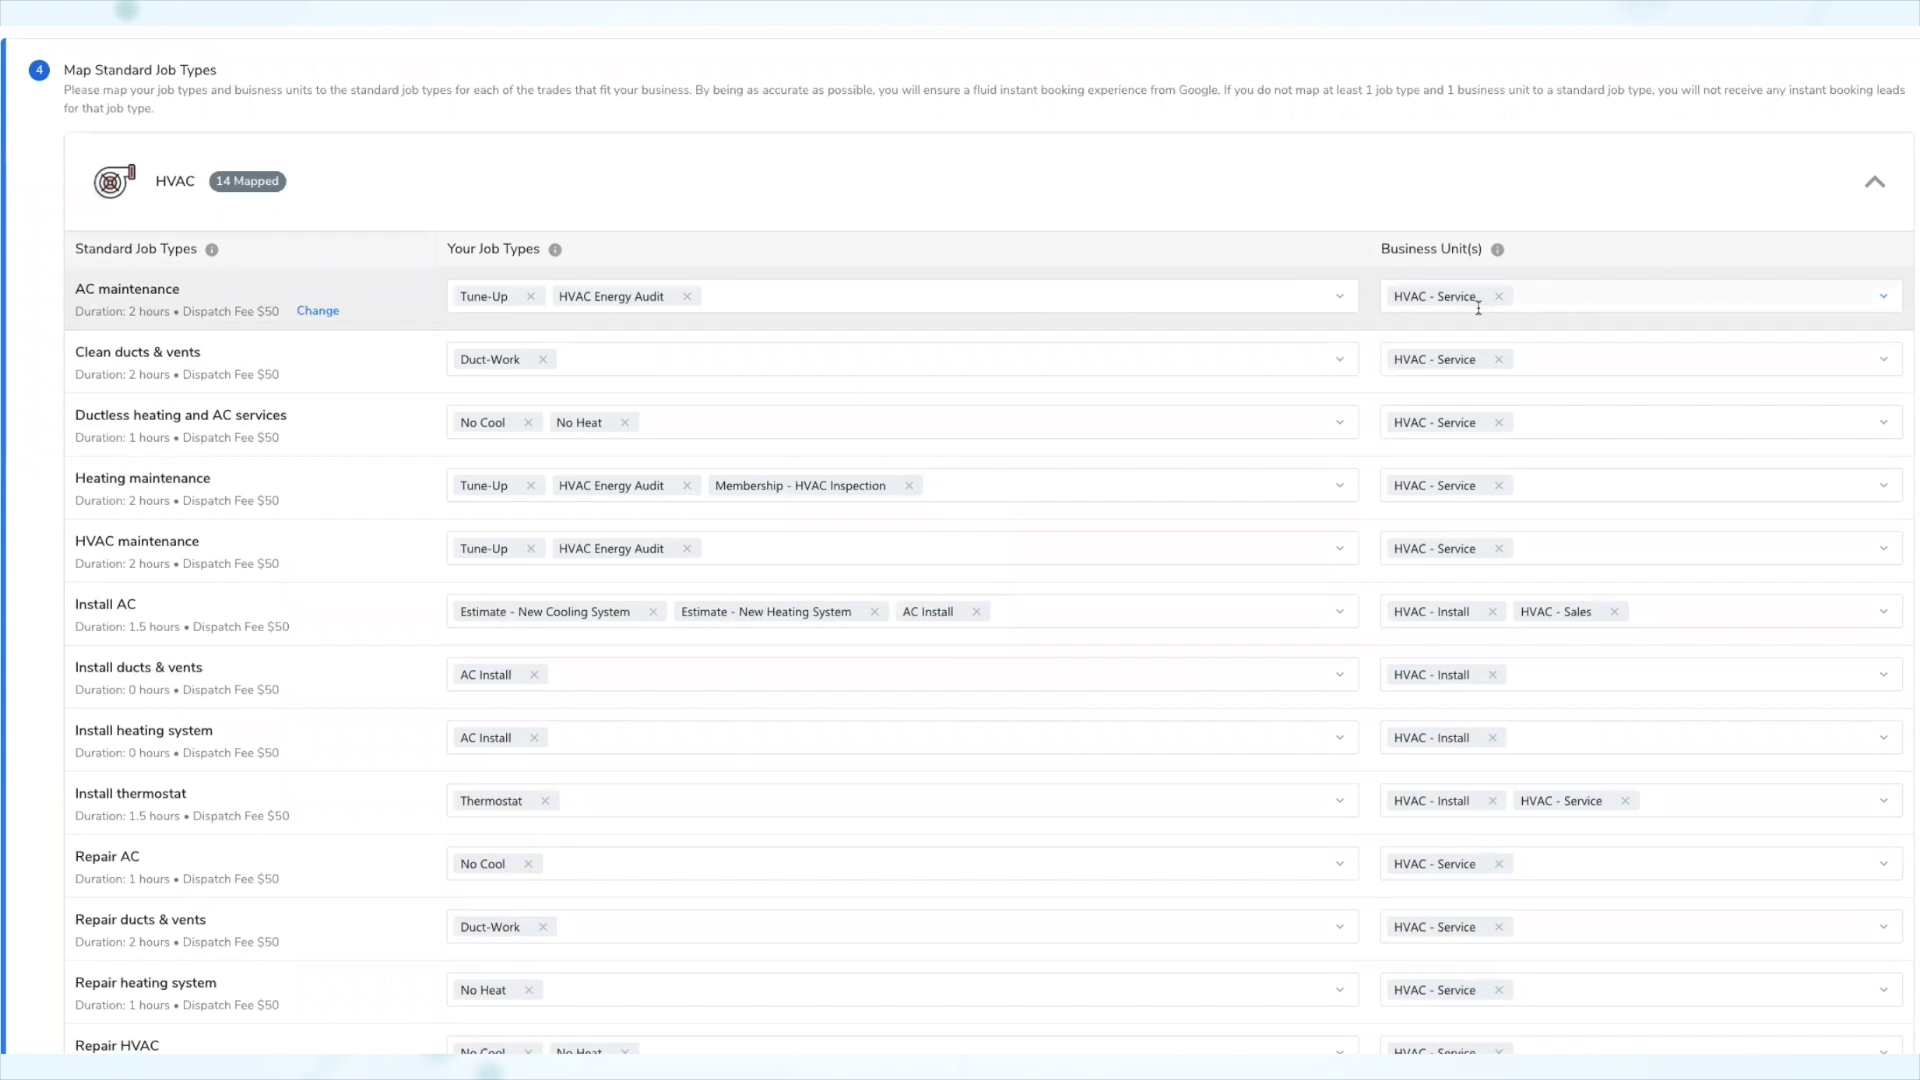 4 Map Standard Job Types
Please map your job types and buisness units to the standard job types for each of the trades that fit your business. By being as accurate as possible, you will ensure a fluid instant booking experience from Google. If you do not map at least 1 job type and 1 business unit to a standard job type, you will not receive any instant booking leads
for that job type.
HVAC 14 Mapped
Standard Job Types Your Job Types Business Unit(s)
AC maintenance
Duration: 2 hours • Dispatch Fee $50 Change
Tune-Up HVAC Energy Audit HVAC - Service
Clean ducts & vents
Duration: 2 hours • Dispatch Fee $50
Duct-Work HVAC - Service
Ductless heating and AC services
Duration: 1 hours • Dispatch Fee $50
No Cool No Heat HVAC - Service
Heating maintenance
Duration: 2 hours • Dispatch Fee $50
Tune-Up HVAC Energy Audit Membership - HVAC Inspection HVAC - Service
HVAC maintenance
Duration: 2 hours • Dispatch Fee $50
Tune-Up HVAC Energy Audit HVAC - Service
Install AC
Duration: 1.5 hours • Dispatch Fee $50
Estimate - New Cooling System Estimate - New Heating System AC Install HVAC - Install HVAC - Sales
Install ducts & vents
Duration: 0 hours • Dispatch Fee $50
AC Install HVAC - Install
Install heating system
Duration: 0 hours • Dispatch Fee $50
AC Install HVAC - Install
Install thermostat
Duration: 1.5 hours • Dispatch Fee $50
Thermostat HVAC - Install HVAC - Service
Repair AC
Duration: 1 hours • Dispatch Fee $50
No Cool HVAC - Service
Repair ducts & vents
Duration: 2 hours • Dispatch Fee $50
Duct-Work HVAC - Service
Repair heating system
Duration: 1 hours • Dispatch Fee $50
No Heat HVAC - Service
Repair HVAC
No Cool No Heat HVAC - Service